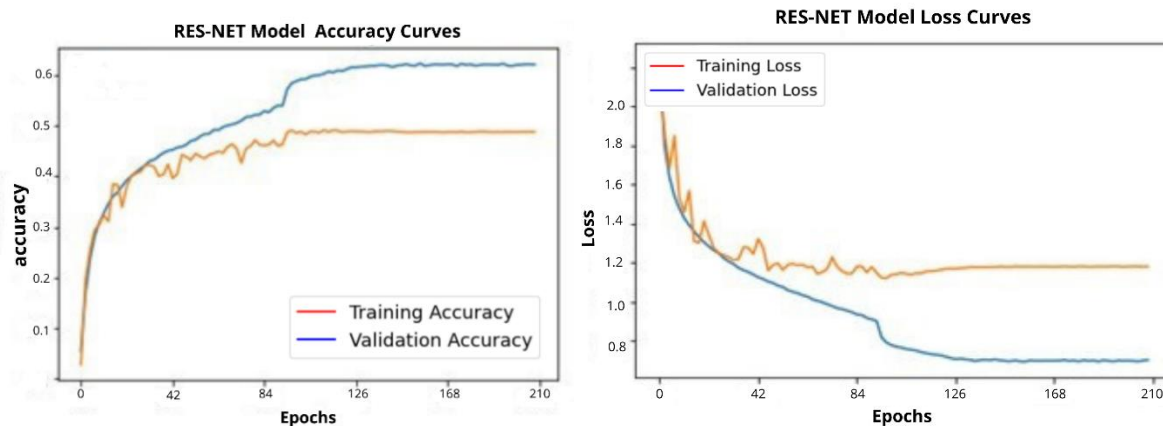 RES-NET Model Accuracy Curves
0.6
0.5
0.4
0.3
0.2
0.1
accuracy
Training Accuracy
Validation Accuracy
0 42 84 126 168 210
Epochs
RES-NET Model Loss Curves
Training Loss
Validation Loss
2.0
1.8
1.6
1.4
1.2
1.0
0.8
Loss
0 42 84 126 168 210
Epochs